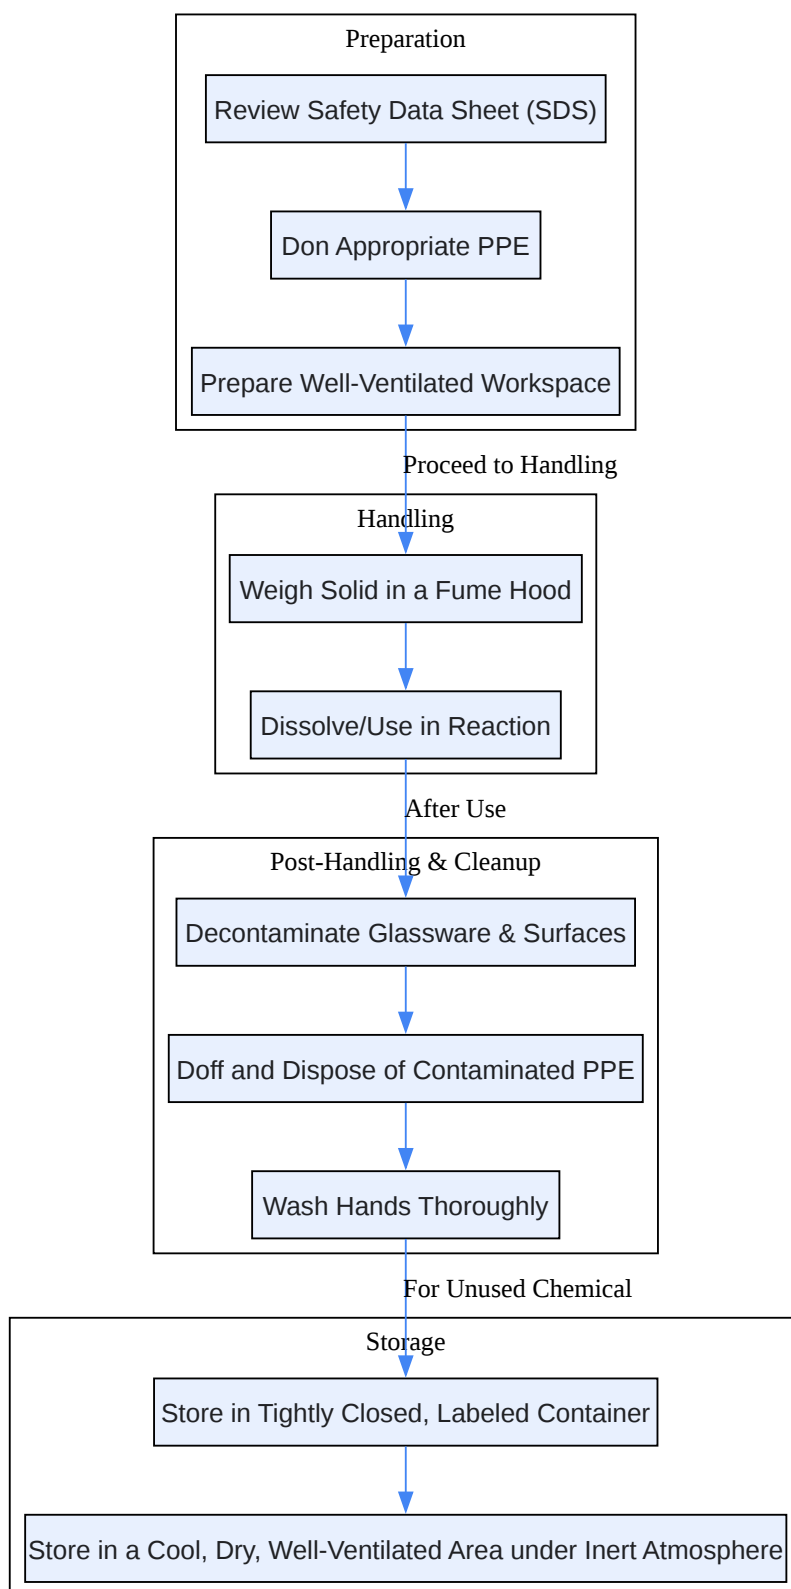 Preparation
Review Safety Data Sheet (SDS)
Don Appropriate PPE
Prepare Well-Ventilated Workspace
Proceed to Handling
Handling
Weigh Solid in a Fume Hood
Dissolve/Use in Reaction
After Use
Post-Handling & Cleanup
Decontaminate Glassware & Surfaces
Doff and Dispose of Contaminated PPE
Wash Hands Thoroughly
For Unused Chemical
Storage
Store in Tightly Closed, Labeled Container
Store in a Cool, Dry, Well-Ventilated Area under Inert Atmosphere